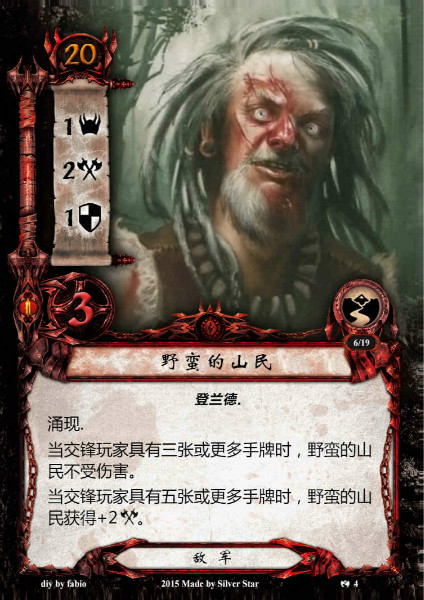 20
1
2
1
3
6/19
野蛮的山民
登兰德.
涌现.
当交锋玩家具有三张或更多手牌时，野蛮的山
民不受伤害。
当交锋玩家具有五张或更多手牌时，野蛮的山
民获得+2 。
敌 军
diy by fabio 2015 Made by Silver Star 4